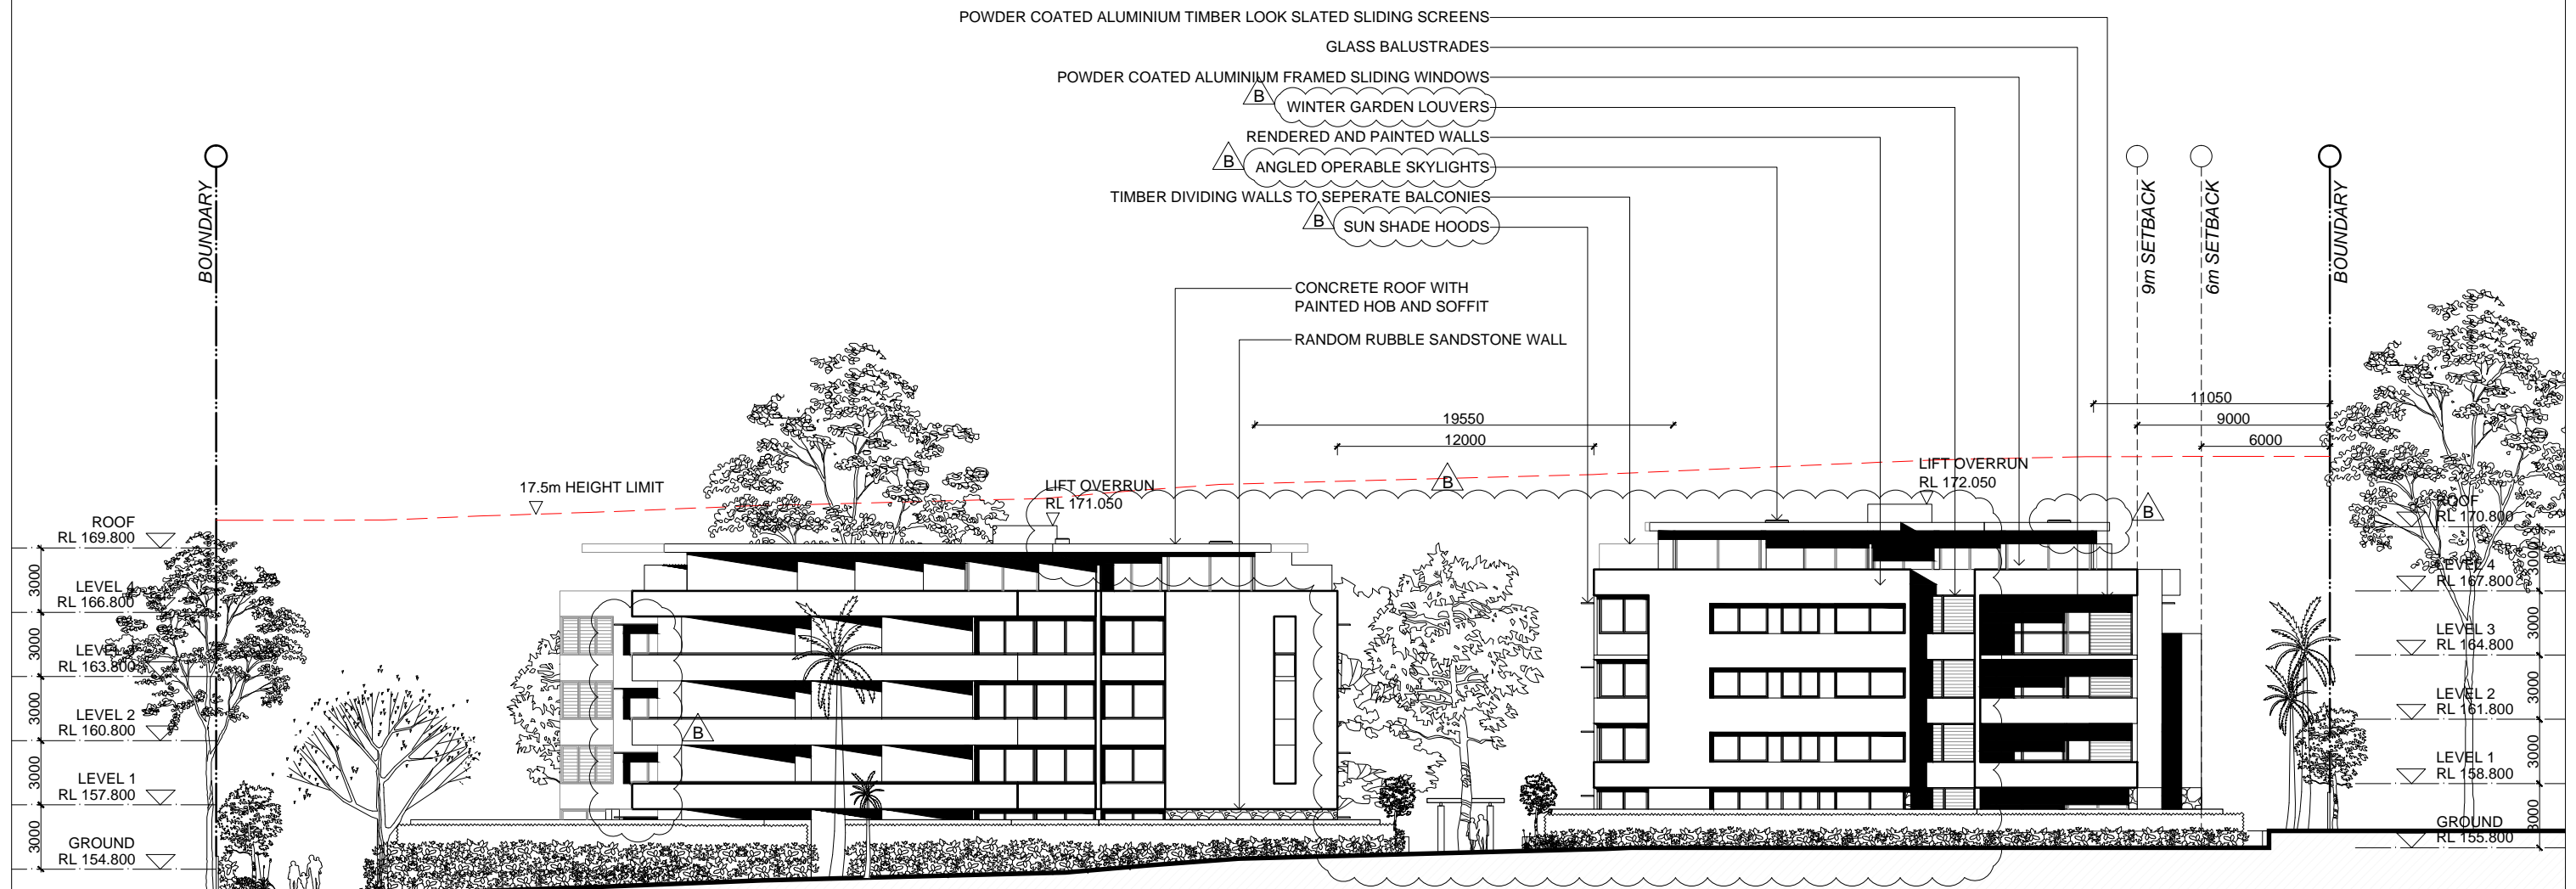 POWDER COATED ALUMINIUM TIMBER LOOK SLATED SLIDING SCREENS
GLASS BALUSTRADES
POWDER COATED ALUMINIUM FRAMED SLIDING WINDOWS
B
WINTER GARDEN LOUVERS
RENDERED AND PAINTED WALLS
B
ANGLED OPERABLE SKYLIGHTS
TIMBER DIVIDING WALLS TO SEPERATE BALCONIES
B
SUN SHADE HOODS
CONCRETE ROOF WITH
PAINTED HOB AND SOFFIT
RANDOM RUBBLE SANDSTONE WALL
BOUNDARY
9m SETBACK
6m SETBACK
BOUNDARY
11050
9000
6000
19550
12000
17.5m HEIGHT LIMIT
LIFT OVERRUN
RL 171.050
B
LIFT OVERRUN
RL 172.050
B
B
ROOF
RL 169.800
3000
LEVEL 4
RL 166.800
3000
LEVEL 3
RL 163.800
3000
LEVEL 2
RL 160.800
3000
LEVEL 1
RL 157.800
3000
GROUND
RL 154.800
ROOF
RL 170.800
3000
LEVEL 4
RL 167.800
3000
LEVEL 3
RL 164.800
3000
LEVEL 2
RL 161.800
3000
LEVEL 1
RL 158.800
3000
GROUND
RL 155.800